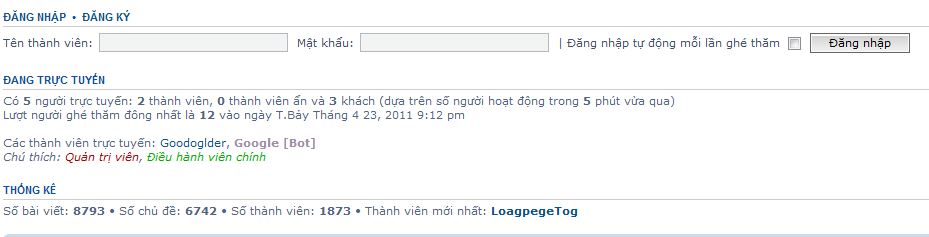 ĐĂNG NHẬP • ĐĂNG KÝ
Tên thành viên: Mật khẩu: | Đăng nhập tự động mỗi lần ghé thăm Đăng nhập
ĐANG TRỰC TUYẾN
Có 5 người trực tuyến: 2 thành viên, 0 thành viên ẩn và 3 khách (dựa trên số người hoạt động trong 5 phút vừa qua)
Lượt người ghé thăm đông nhất là 12 vào ngày T.Bảy Tháng 4 23, 2011 9:12 pm
Các thành viên trực tuyến: Goodoglder, Google [Bot]
Chú thích: Quản trị viên, Điều hành viên chính
THỐNG KÊ
Số bài viết: 8793 • Số chủ đề: 6742 • Số thành viên: 1873 • Thành viên mới nhất: LoagpegeTog